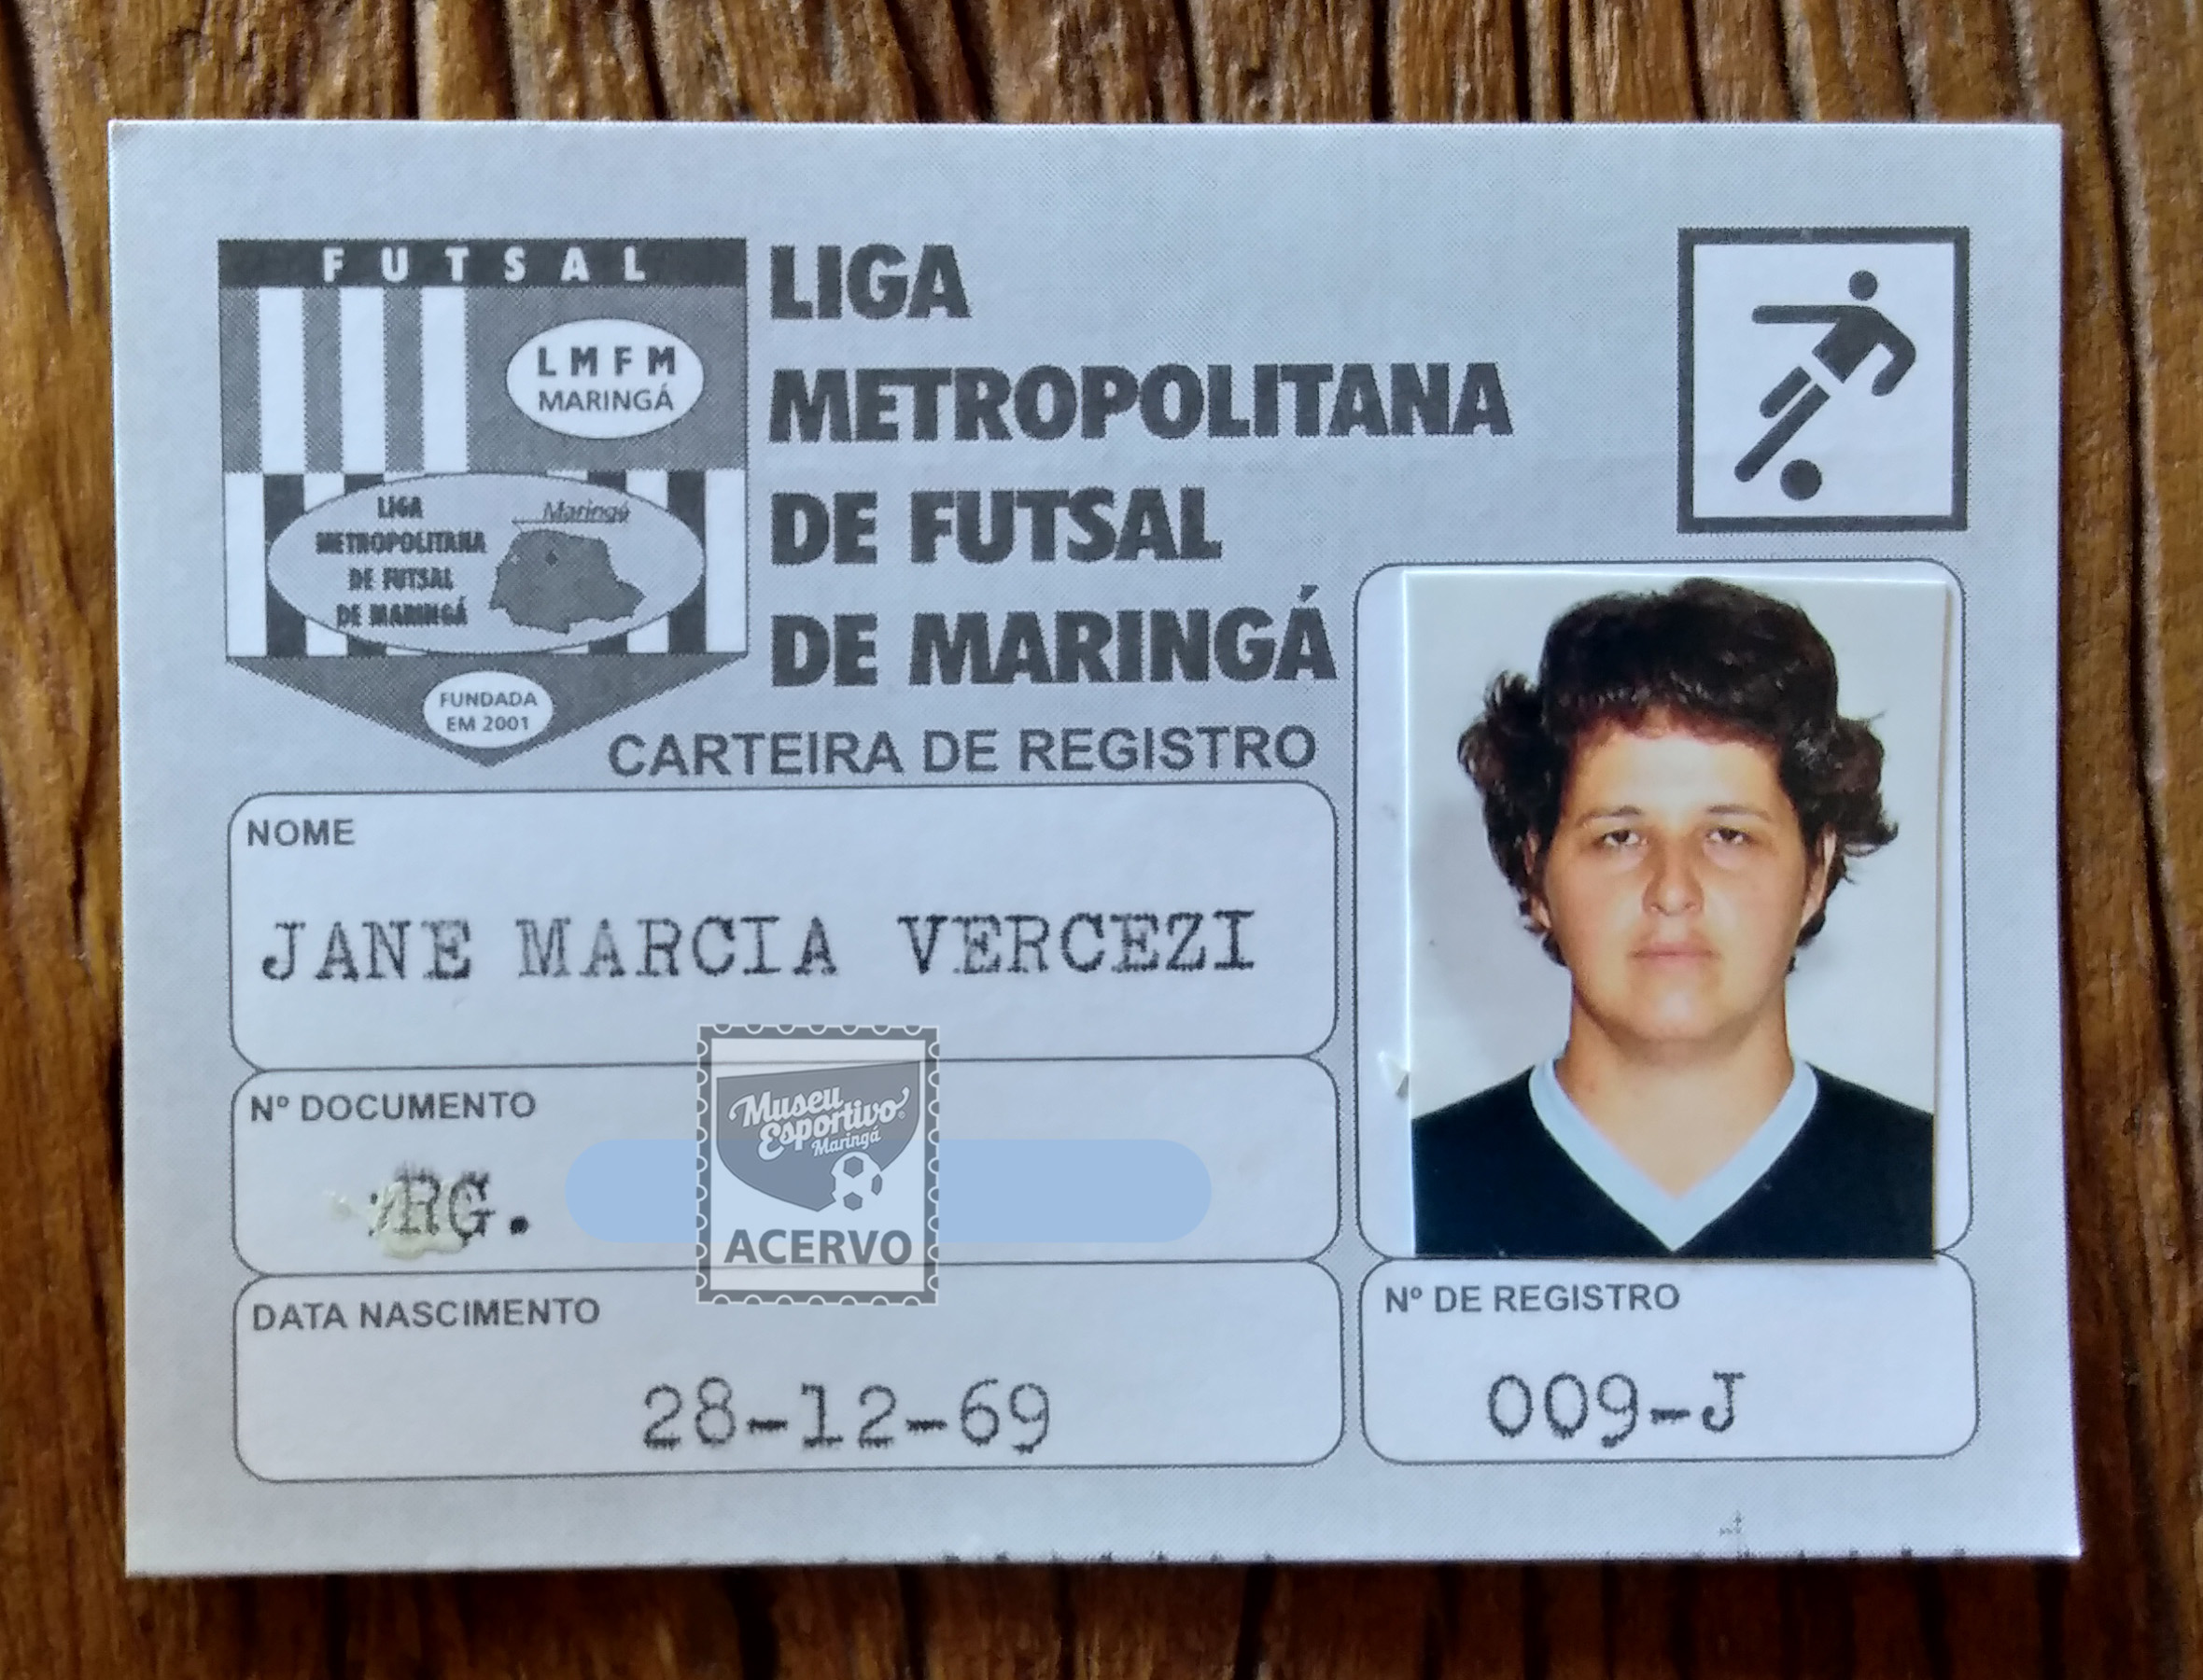 FUTSAL
LMFM
MARINGÁ
LIGA
METROPOLITANA
DE FUTSAL
DE MARINGÁ
Maringá
FUNDADA
EM 2001
LIGA
METROPOLITANA
DE FUTSAL
DE MARINGÁ
CARTEIRA DE REGISTRO
NOME
JANE MARCIA VERCEZI
Nº DOCUMENTO
RG.
Museu
Esportivo
Maringá
ACERVO
DATA NASCIMENTO
28-12-69
Nº DE REGISTRO
009-J